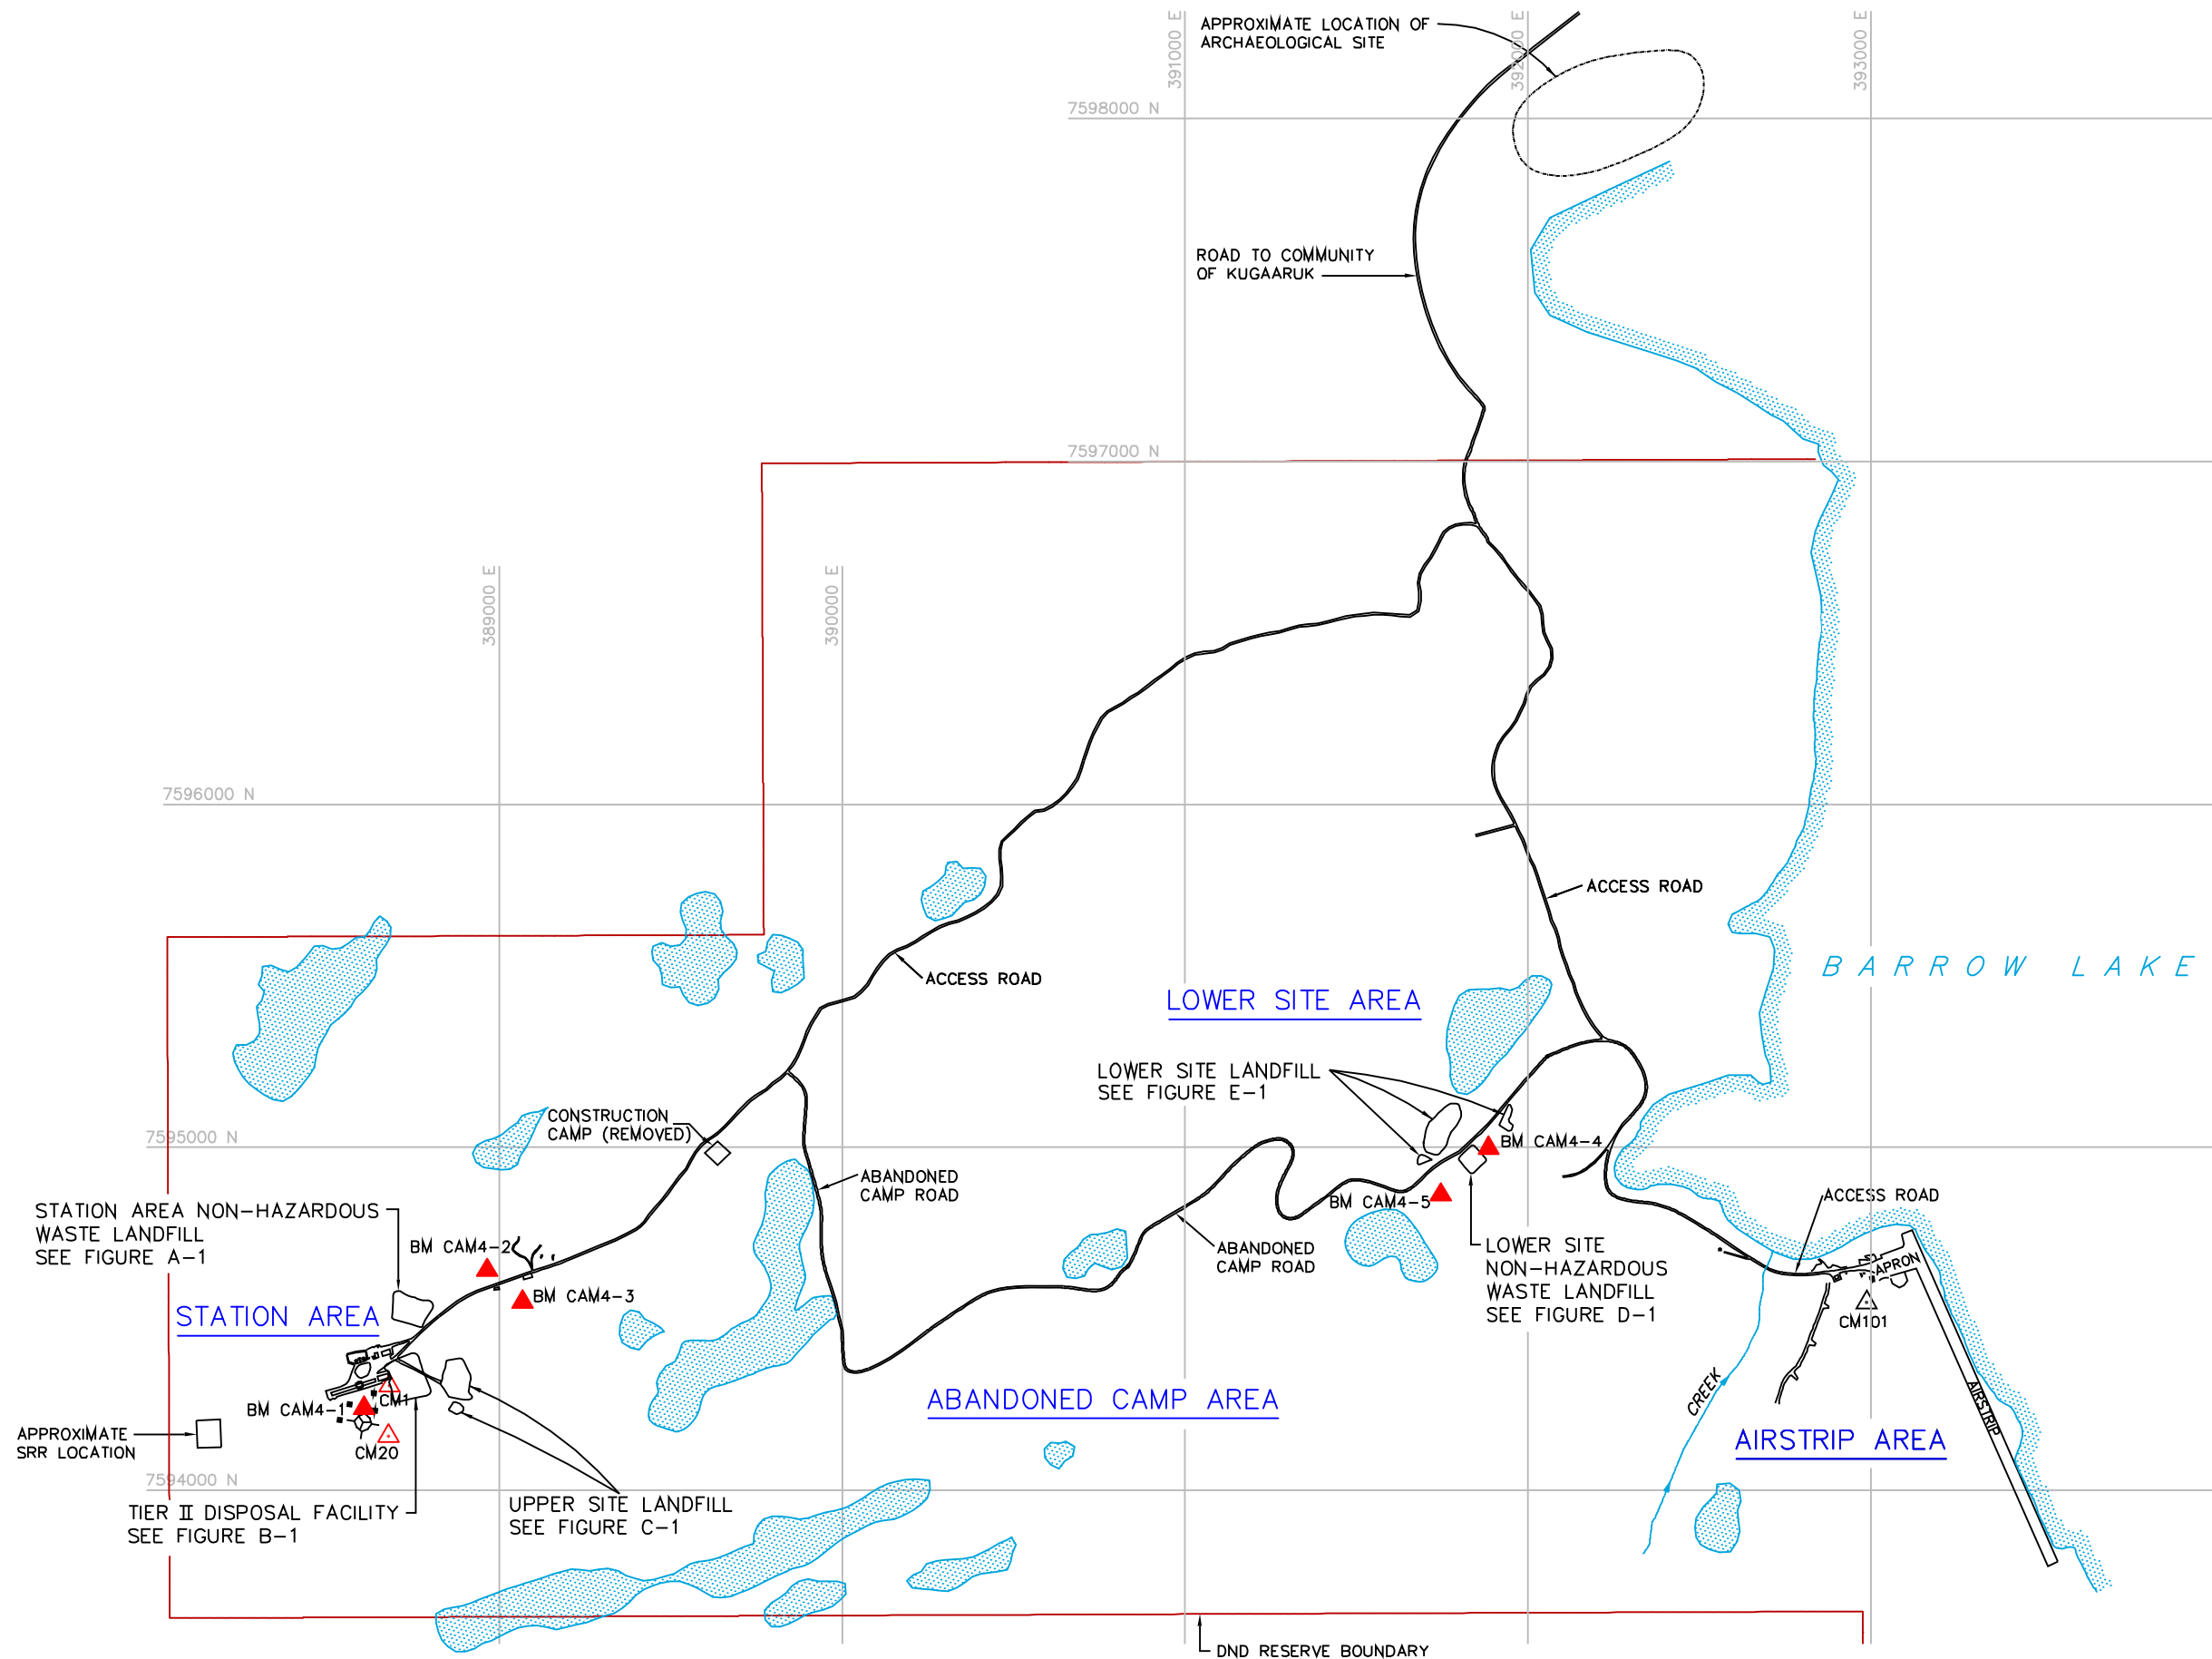 APPROXIMATE LOCATION OF
ARCHAEOLOGICAL SITE
391000 E
392000 E
393000 E
7598000 N
ROAD TO COMMUNITY
OF KUGAARUK
7597000 N
389000 E
390000 E
7596000 N
ACCESS ROAD
ACCESS ROAD
BARROW LAKE
LOWER SITE AREA
LOWER SITE LANDFILL
SEE FIGURE E-1
CONSTRUCTION
CAMP (REMOVED)
7595000 N
BM CAM4-4
ABANDONED
CAMP ROAD
BM CAM4-5
ACCESS ROAD
STATION AREA NON-HAZARDOUS
WASTE LANDFILL
SEE FIGURE A-1
BM CAM4-2
BM CAM4-3
ABANDONED
CAMP ROAD
LOWER SITE
NON-HAZARDOUS
WASTE LANDFILL
SEE FIGURE D-1
APRON
CM101
STATION AREA
CM1
BM CAM4-1
CM20
APPROXIMATE
SRR LOCATION
ABANDONED CAMP AREA
CREEK
AIRSTRIP
AIRSTRIP AREA
7594000 N
TIER II DISPOSAL FACILITY
SEE FIGURE B-1
UPPER SITE LANDFILL
SEE FIGURE C-1
DND RESERVE BOUNDARY